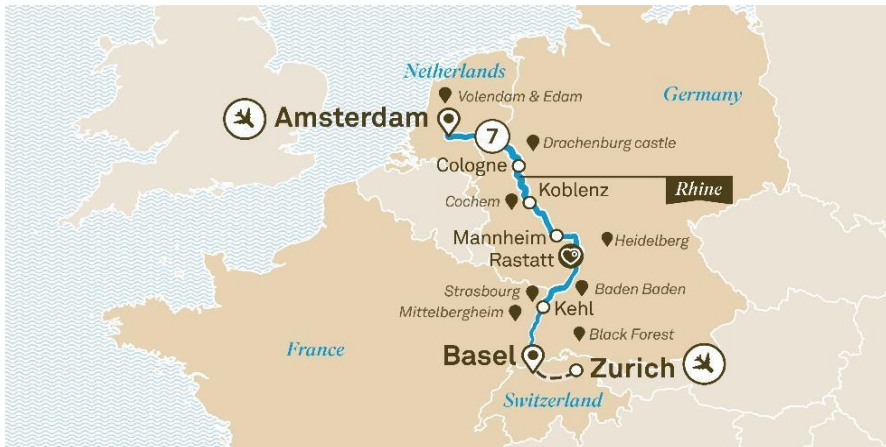 Netherlands
Volendam & Edam
Germany
Amsterdam
7
Drachenburg castle
Cologne
Rhine
Koblenz
Cochem
Mannheim
Heidelberg
Rastatt
Strasbourg
Baden Baden
Mittelbergheim
Kehl
Black Forest
France
Basel
Zurich
Switzerland